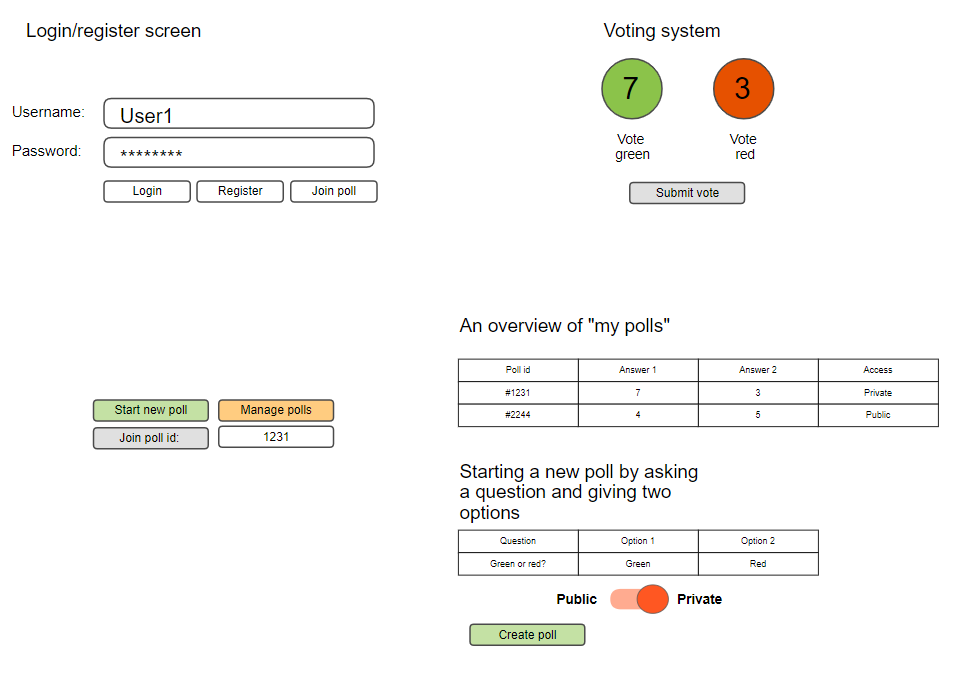 Login/register screen
Username: User1
Password: ********
Login Register Join poll
Voting system
7 3
Vote
green
Vote
red
Submit vote
Start new poll Manage polls
Join poll id: 1231
An overview of "my polls"
Poll id Answer 1 Answer 2 Access
#1231 7 3 Private
#2244 4 5 Public
Starting a new poll by asking
a question and giving two
options
Question Option 1 Option 2
Green or red? Green Red
Public Private
Create poll